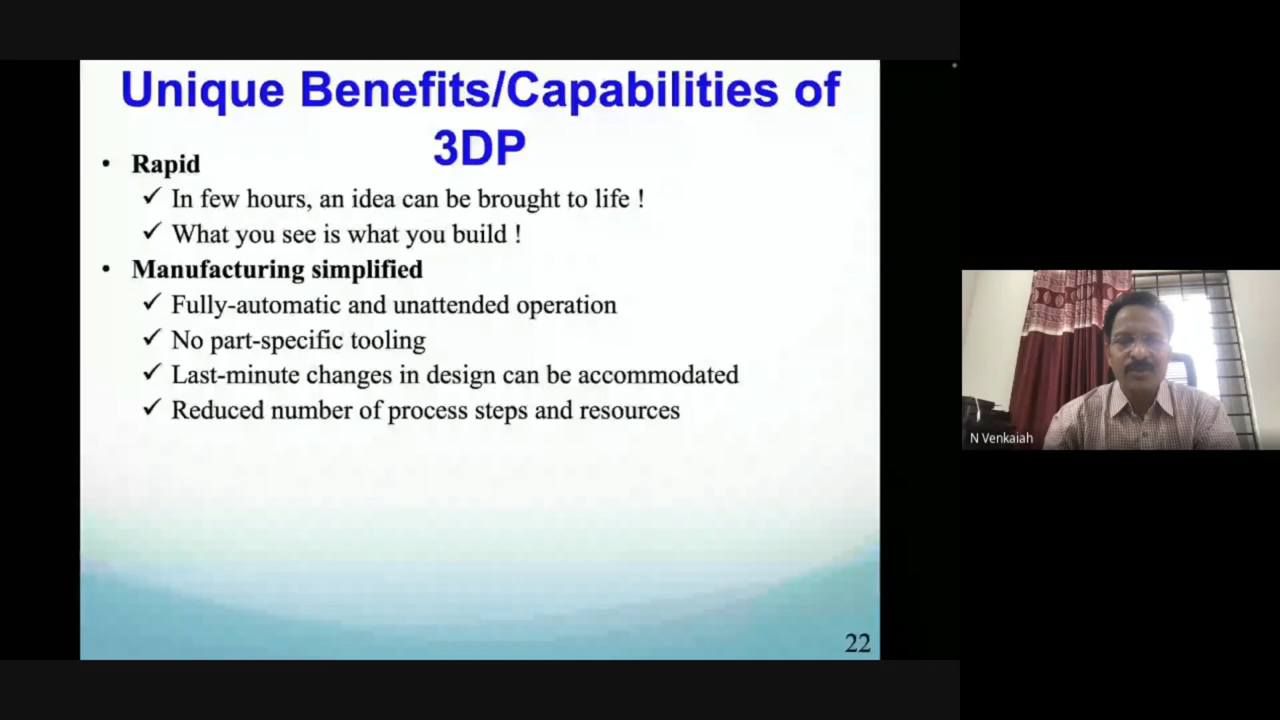 Unique Benefits/Capabilities of
3DP
• Rapid
✓ In few hours, an idea can be brought to life !
✓ What you see is what you build !
• Manufacturing simplified
✓ Fully-automatic and unattended operation
✓ No part-specific tooling
✓ Last-minute changes in design can be accommodated
✓ Reduced number of process steps and resources
22
N Venkaiah